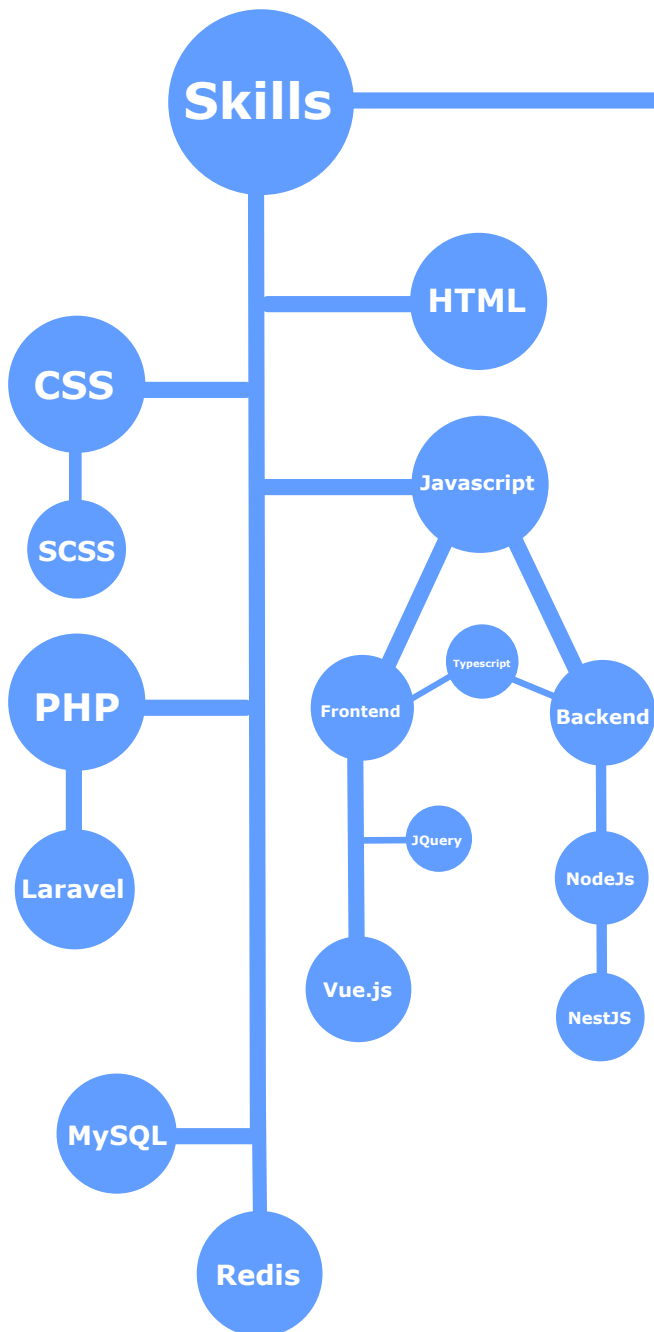 Skills
HTML
CSS
Javascript
SCSS
Typescript
PHP
Frontend
Backend
JQuery
NodeJs
Laravel
Vue.js
NestJS
MySQL
Redis